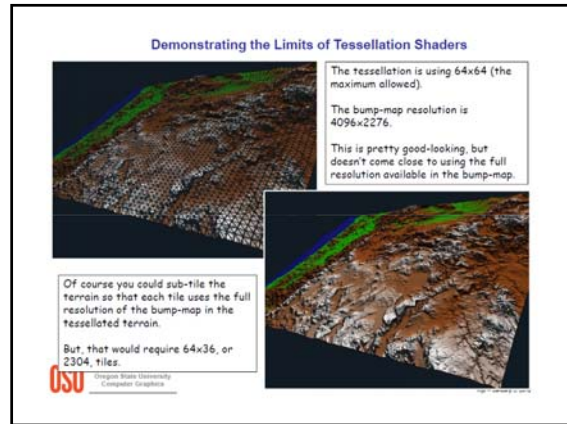 Demonstrating the Limits of Tessellation Shaders
The tessellation is using 64x64 (the
maximum allowed).
The bump-map resolution is
4096x2276.
This is pretty good-looking, but
doesn't come close to using the full
resolution available in the bump-map.
Of course you could sub-tile the
terrain so that each tile uses the full
resolution of the bump-map in the
tessellated terrain.
But, that would require 64x36, or
2304, tiles.
OSU
Oregon State University
Computer Graphics